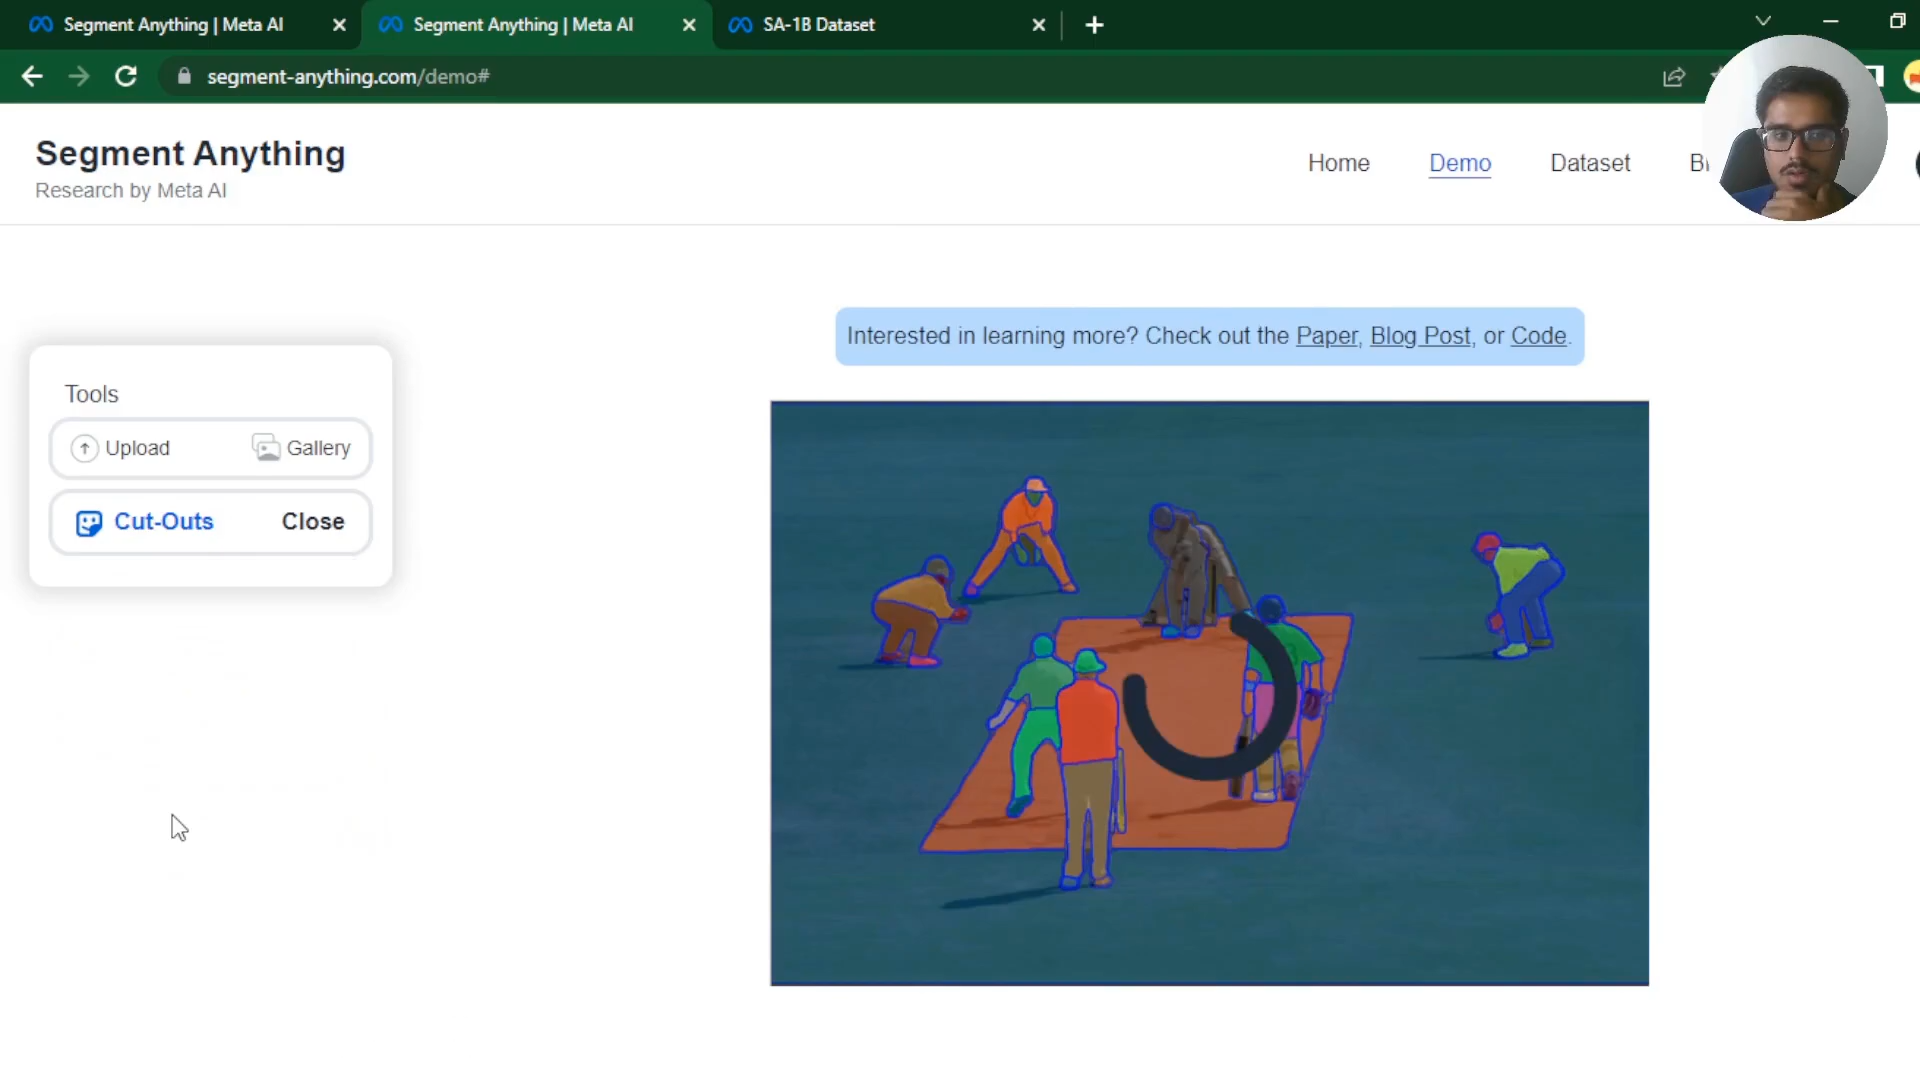 Segment Anything | Meta AI
Segment Anything | Meta AI
SA-1B Dataset
segment-anything.com/demo#
Segment Anything
Research by Meta AI
Home
Demo
Dataset
Interested in learning more? Check out the Paper, Blog Post, or Code.
Tools
Upload
Gallery
Cut-Outs
Close